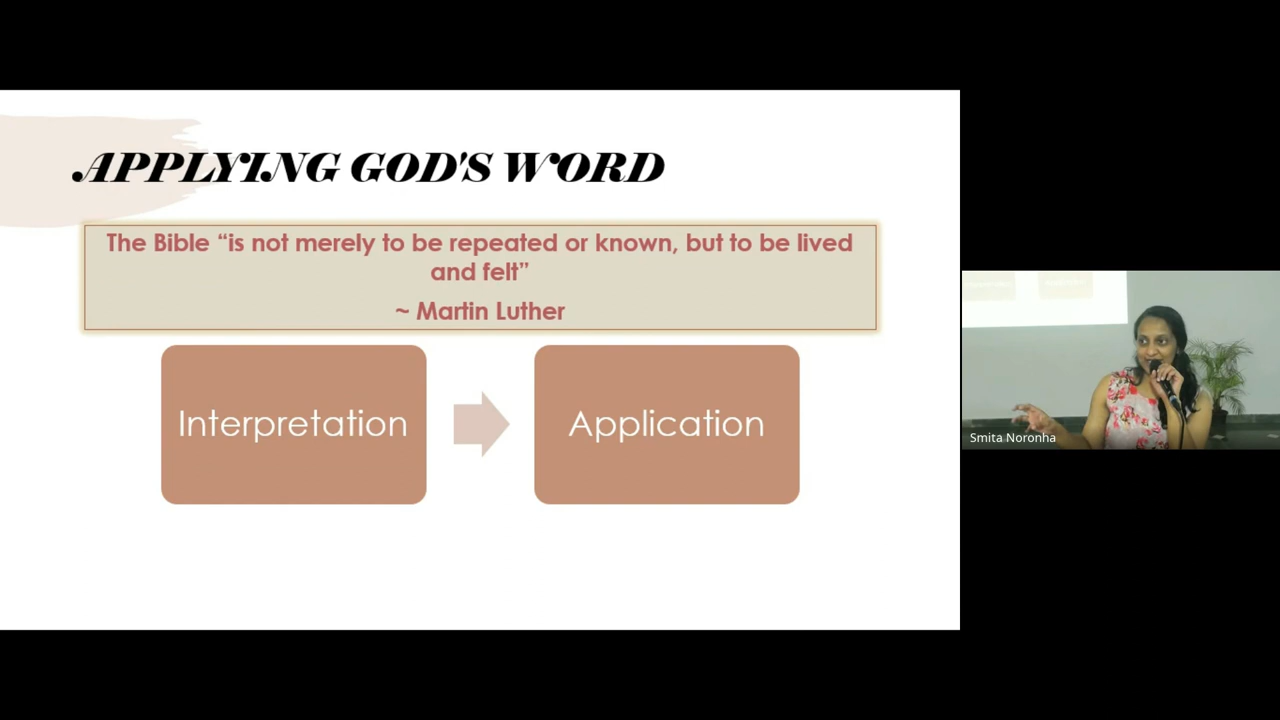 APPLYING GOD'S WORD
The Bible “is not merely to be repeated or known, but to be lived
and felt”
~ Martin Luther
Interpretation
Application
Smita Noronha